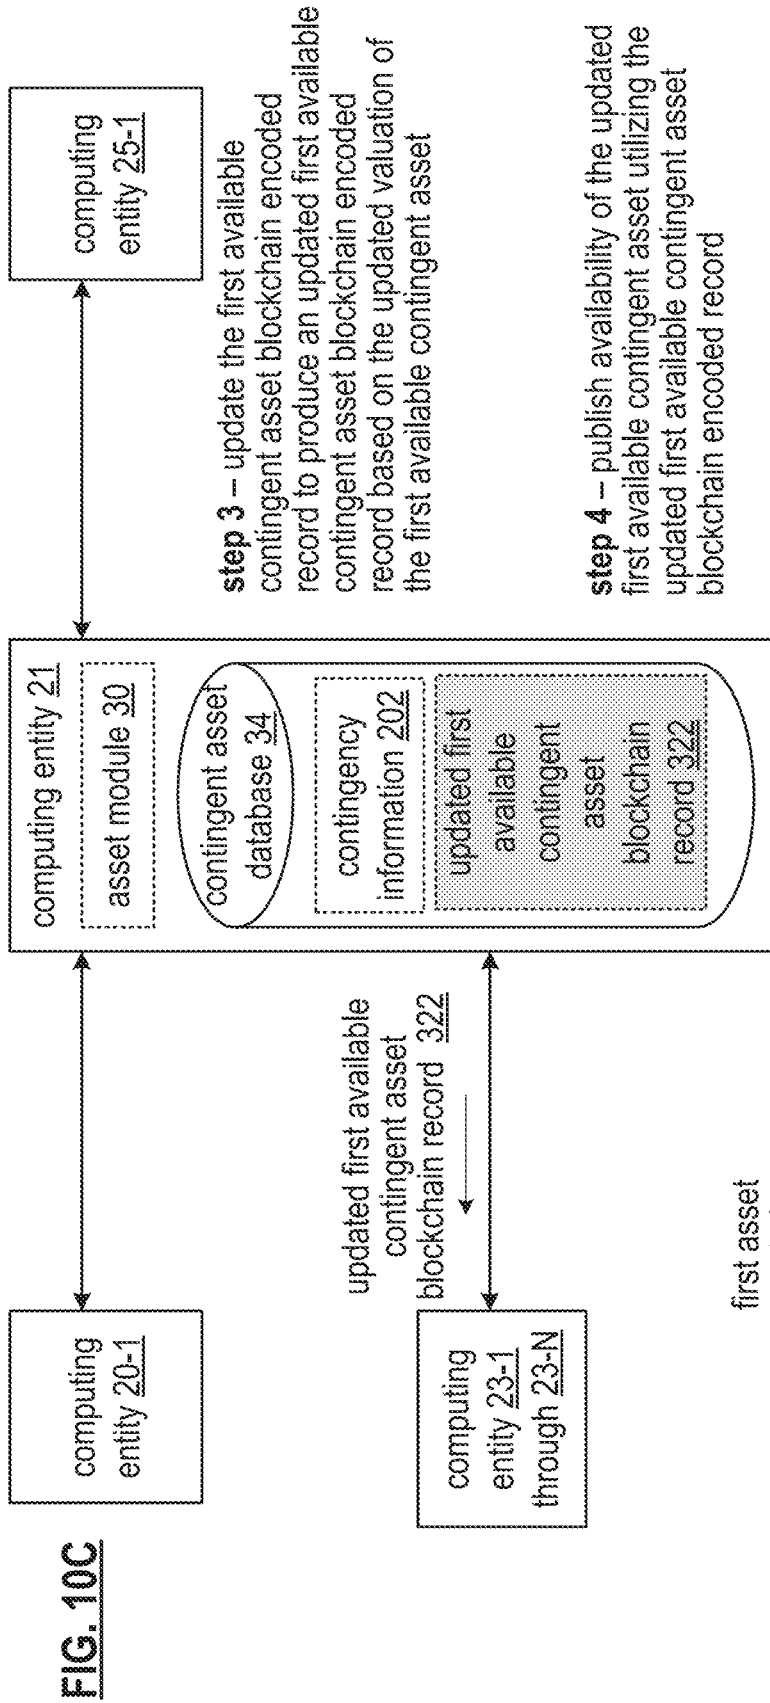 FIG. 10C
computing
entity 20-1
computing entity 21
asset module 30
contingent asset
database 34
contingency
information 202
updated first
available
contingent
asset
blockchain
record 322
computing
entity 25-1
updated first available
contingent asset
blockchain record 322
computing
entity 23-1
through 23-N
step 3 – update the first available
contingent asset blockchain encoded
record to produce an updated first available
contingent asset blockchain encoded
record based on the updated valuation of
the first available contingent asset
step 4 – publish availability of the updated
first available contingent asset utilizing the
updated first available contingent asset
blockchain encoded record
first asset